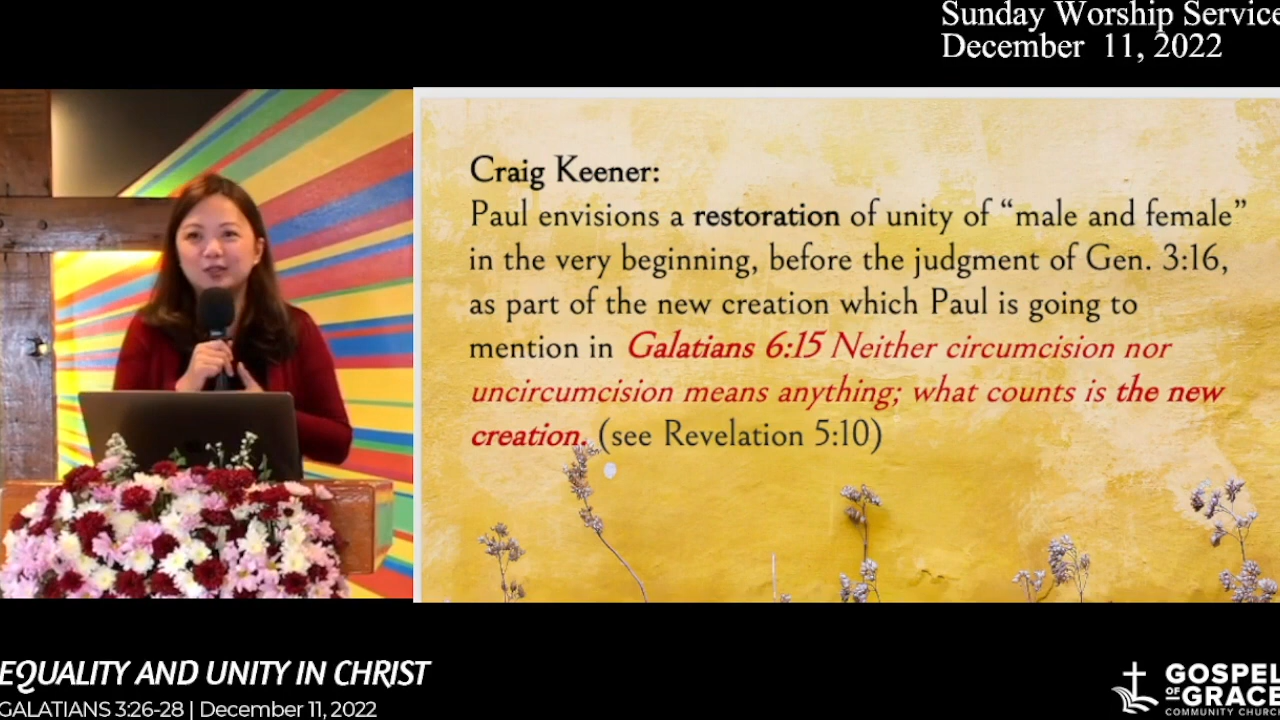 Sunday Worship Service
December 11, 2022
Craig Keener:
Paul envisions a restoration of unity of “male and female”
in the very beginning, before the judgment of Gen. 3:16,
as part of the new creation which Paul is going to
mention in Galatians 6:15 Neither circumcision nor
uncircumcision means anything; what counts is the new
creation. (see Revelation 5:10)
EQUALITY AND UNITY IN CHRIST
GALATIANS 3:26-28 | December 11, 2022
GOSPEL
OF GRACE
COMMUNITY CHURCH